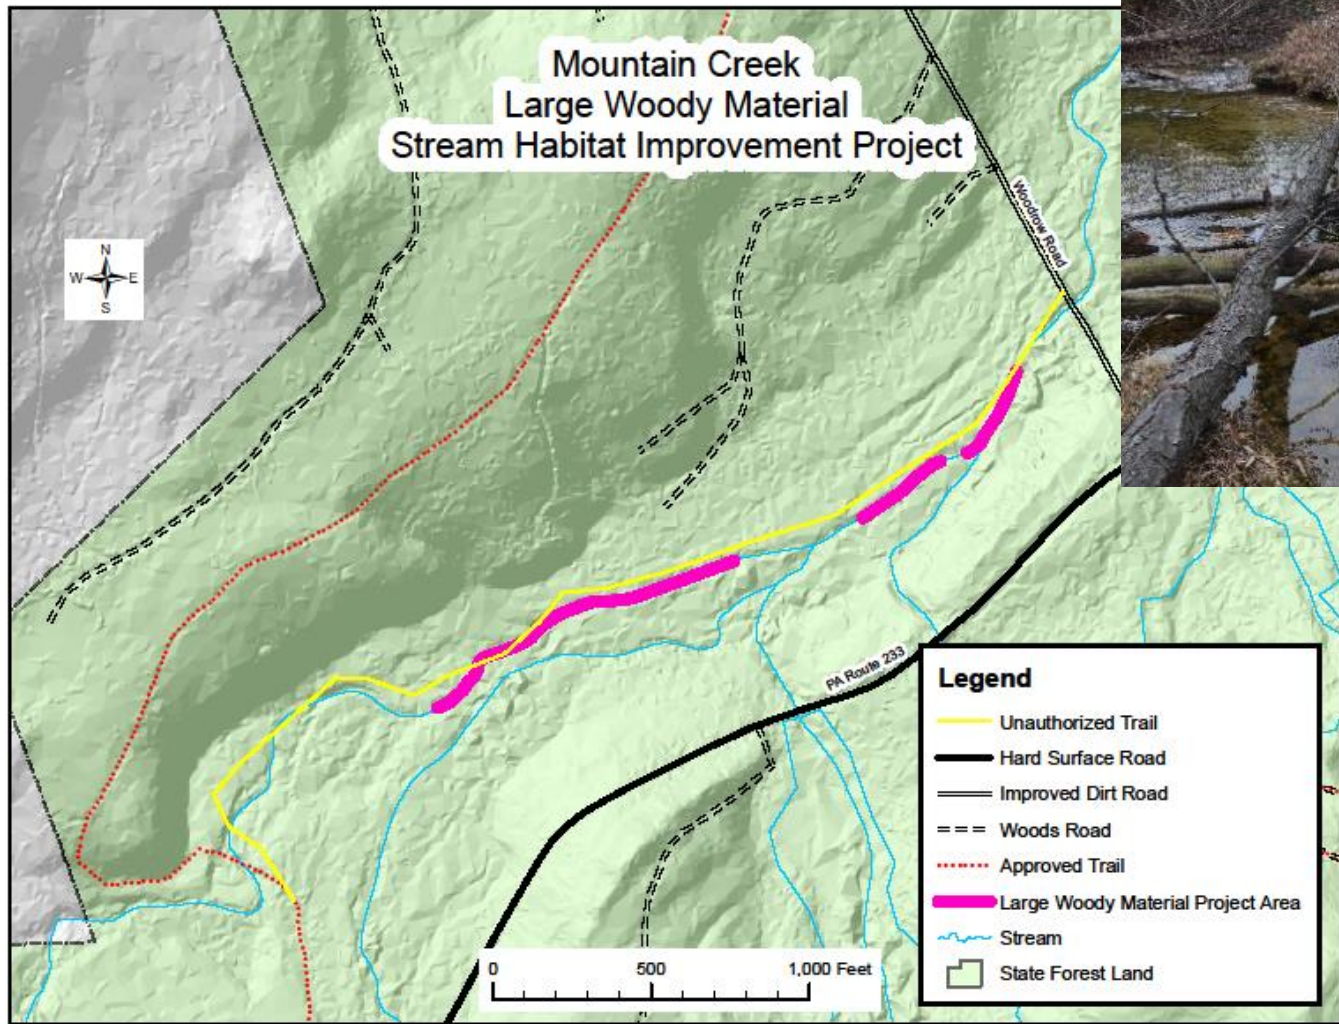 Mountain Creek
Large Woody Material
Stream Habitat Improvement Project
N
W
E
S
Woodrow Road
PA Route 233
Legend
Unauthorized Trail
Hard Surface Road
Improved Dirt Road
Woods Road
Approved Trail
Large Woody Material Project Area
Stream
State Forest Land
0 500 1,000 Feet